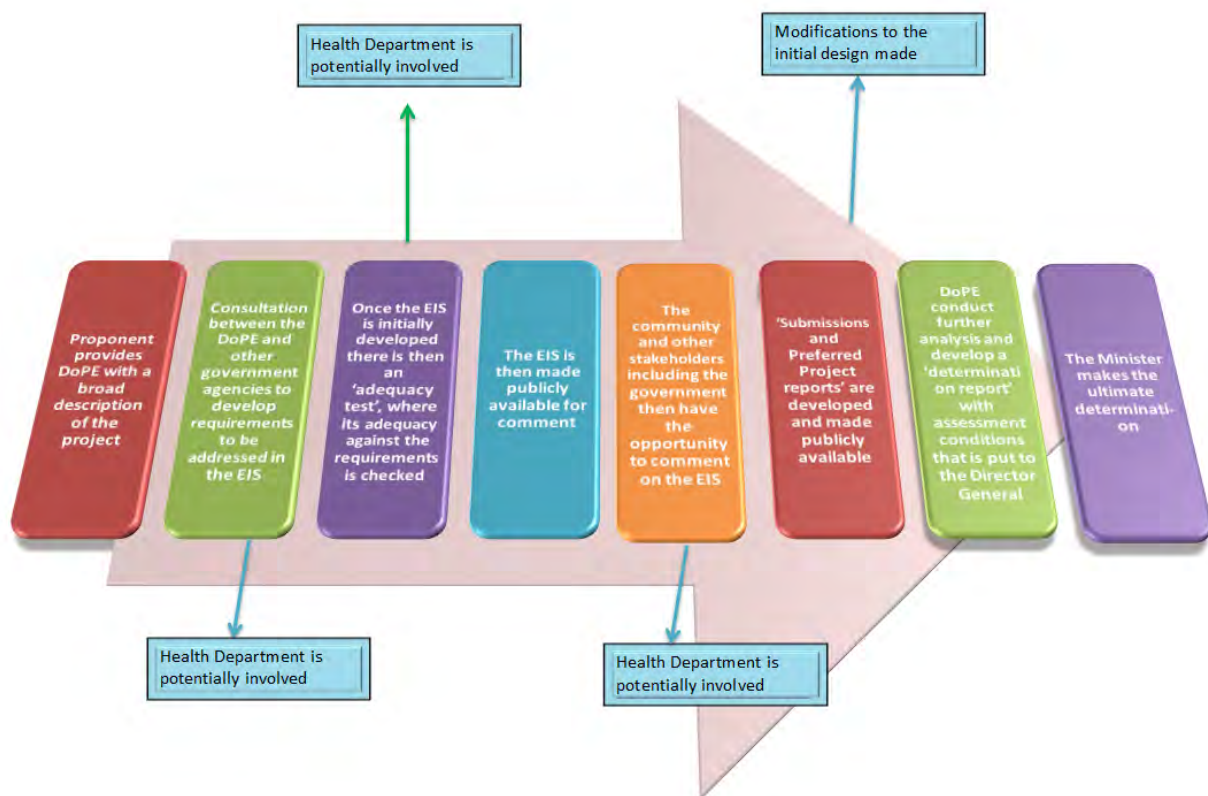 Health Department is
potentially involved
Modifications to the
initial design made
Proponent
provides
DoPE with a
broad
description
of the
project
Consultation
between the
DoPE and
other
government
agencies to
develop
requirements
to be
addressed in
the EIS
Once the EIS
is initially
developed
there is then
an
‘adequacy
test’, where
its adequacy
against the
requirements
is checked
The EIS is
then made
publicly
available for
comment
The
community
and other
stakeholders
including the
government
then have
the
opportunity
to comment
on the EIS
‘Submissions
and
Preferred
Project
reports’ are
developed
and made
publicly
available
DoPE
conduct
further
analysis and
develop a
‘determinati
on report’
with
assessment
conditions
that is put to
the Director
General
The Minister
makes the
ultimate
determinati-
on
Health Department is
potentially involved
Health Department is
potentially involved